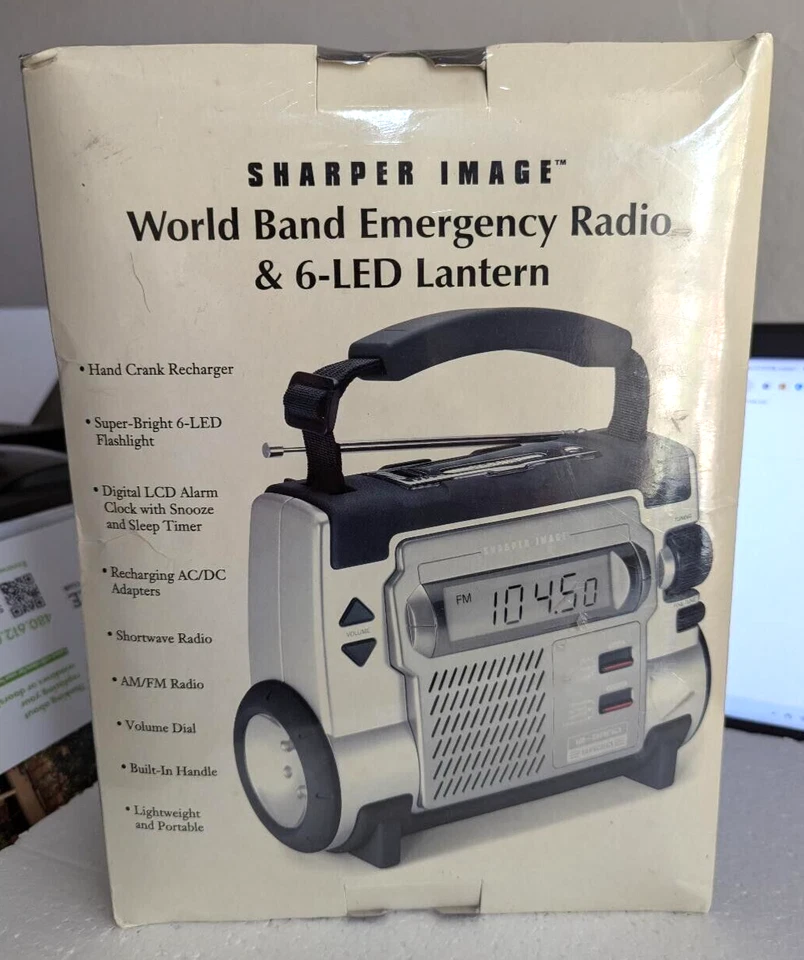 SHARPER IMAGE™
World Band Emergency Radio
& 6-LED Lantern
• Hand Crank Recharger
• Super-Bright 6-LED
Flashlight
• Digital LCD Alarm
Clock with Snooze
and Sleep Timer
• Recharging AC/DC
Adapters
• Shortwave Radio
• AM/FM Radio
• Volume Dial
• Built-In Handle
• Lightweight
and Portable
SHARPER IMAGE
TUNING
FM 104.50
VOLUME